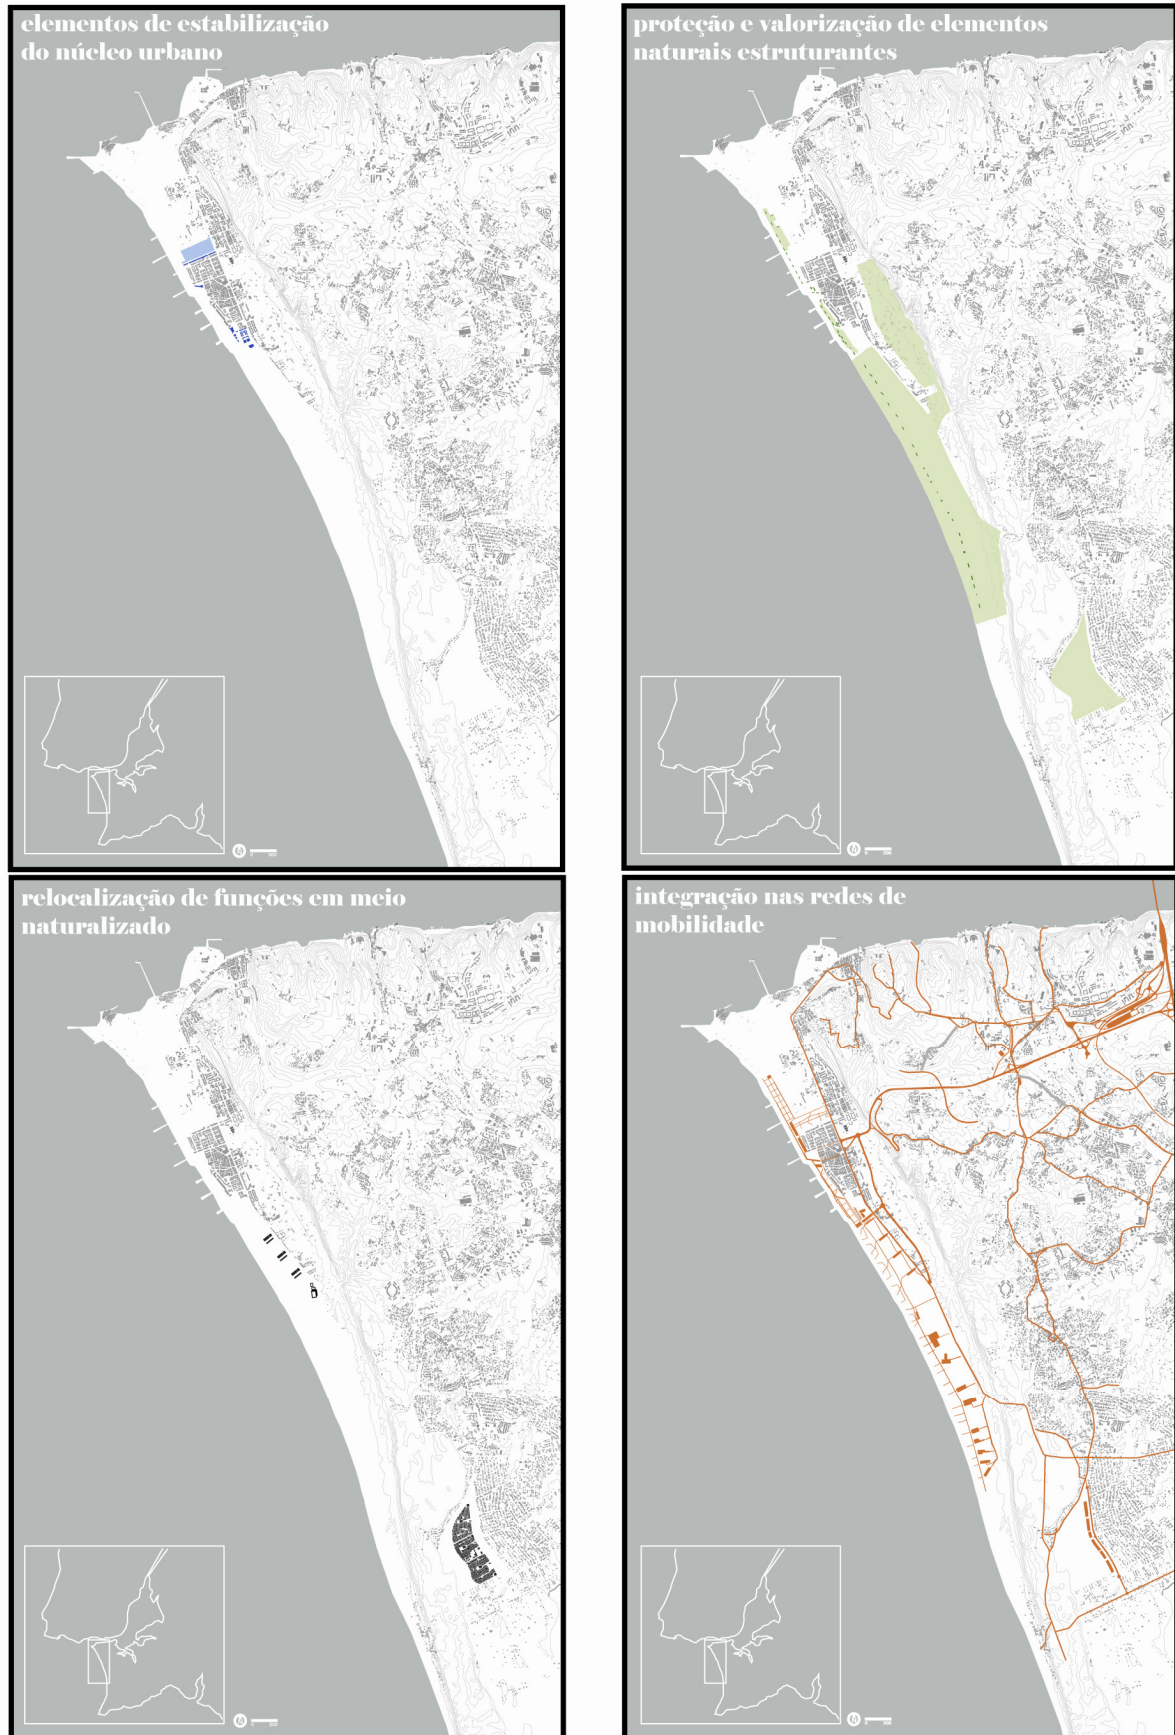 elementos de estabilização
do núcleo urbano
proteção e valorização de elementos
naturais estruturantes
relocalização de funções em meio
naturalizado
integração nas redes de
mobilidade